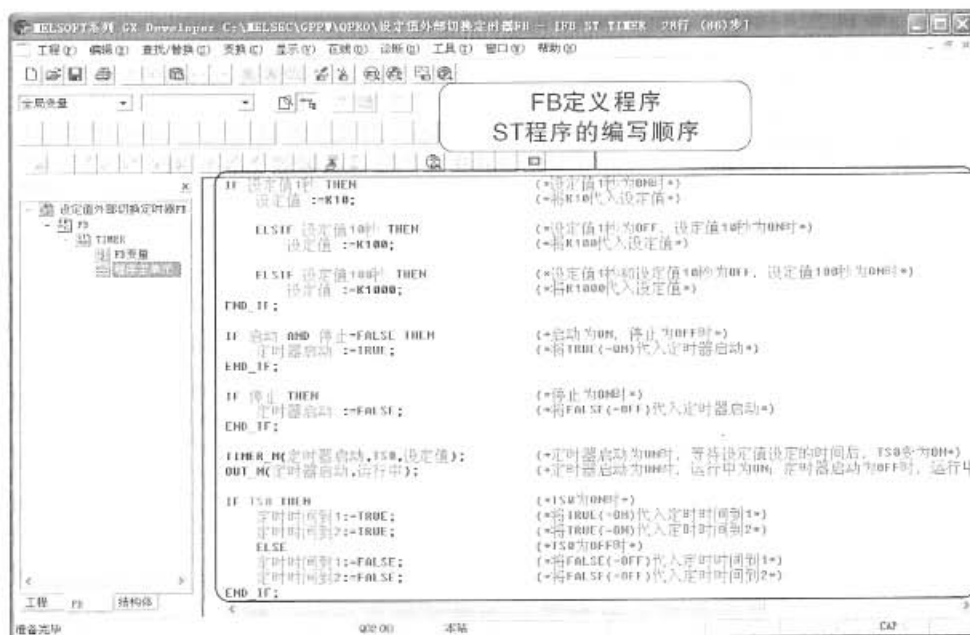 MELSOFT系列 GX Developer C:\MELSEC\GPPW\QPRO\设定值外部切换定时器FB - [FB ST TIMER 28行 (86)步]
工程(F) 编辑(E) 查找/替换(S) 变换(C) 显示(V) 在线(O) 诊断(D) 工具(T) 窗口(W) 帮助(H)
全局变量
FB定义程序
ST程序的编写顺序
设定值外部切换定时器FB
FB
TIMER
FB变量
IF 设定值1秒 THEN (*设定值1秒为ON时*)
设定值 :=K10; (*将K10代入设定值*)
ELSIF 设定值10秒 THEN (*设定值1秒为OFF、设定值10秒为ON时*)
设定值 :=K100; (*将K100代入设定值*)
ELSIF 设定值100秒 THEN (*设定值1秒和设定值10秒为OFF、设定值100秒为ON时*)
设定值 :=K1000; (*将K1000代入设定值*)
END_IF;
IF 启动 AND 停止=FALSE THEN (*启动为ON、停止为OFF时*)
定时器启动 :=TRUE; (*将TRUE(=ON)代入定时器启动*)
END_IF;
IF 停止 THEN (*停止为ON时*)
定时器启动 :=FALSE; (*将FALSE(=OFF)代入定时器启动*)
END_IF;
TIMER_M(定时器启动,TS0,设定值); (*定时器启动为ON时、等待设定值设定的时间后、TS0变为ON*)
OUT_M(定时器启动,运行中); (*定时器启动为ON时、运行中为ON; 定时器启动为OFF时、运行中
IF TS0 THEN (*TS0为ON时*)
定时时间到1:=TRUE; (*将TRUE(=ON)代入定时时间到1*)
定时时间到2:=TRUE; (*将TRUE(=ON)代入定时时间到2*)
ELSE (*TS0为OFF时*)
定时时间到1:=FALSE; (*将FALSE(=OFF)代入定时时间到1*)
定时时间到2:=FALSE; (*将FALSE(=OFF)代入定时时间到2*)
END_IF;
工程 FB 结构体
准备完毕 Q02(H) 本站 CAP